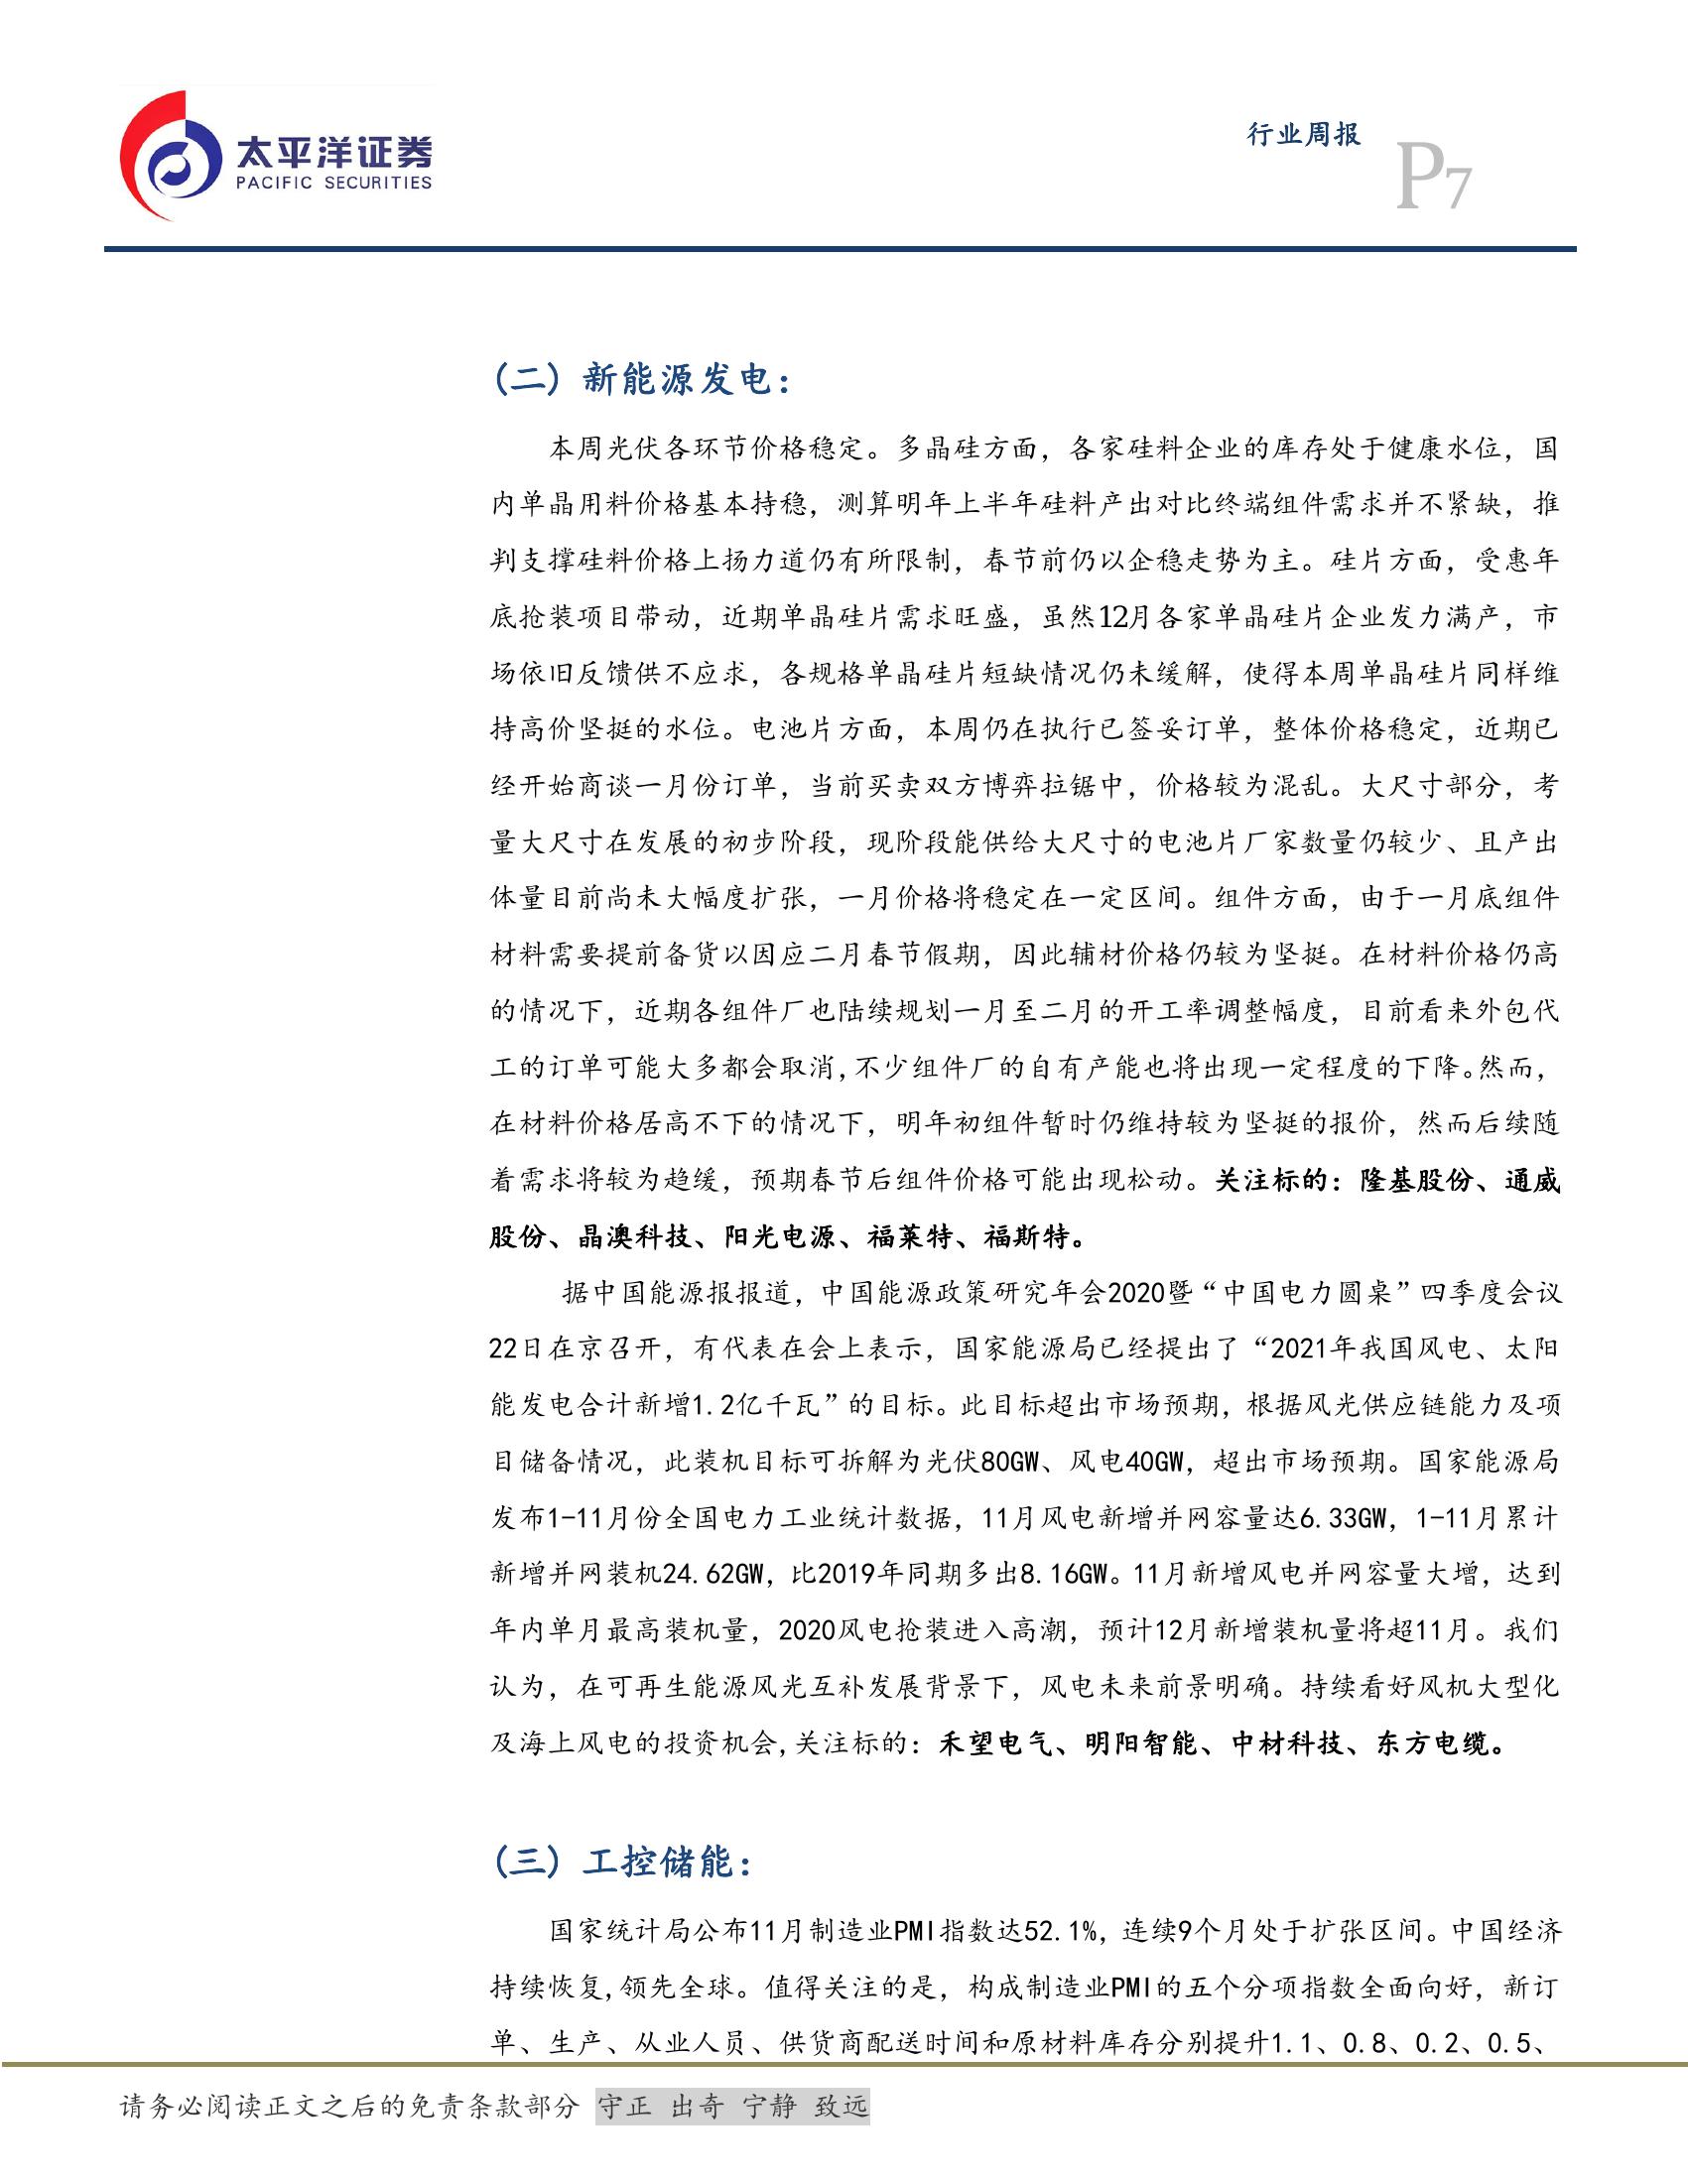 太平洋证券
PACIFIC SECURITIES
行业周报
P7
(二) 新能源发电：
本周光伏各环节价格稳定。多晶硅方面，各家硅料企业的库存处于健康水位，国
内单晶用料价格基本持稳，测算明年上半年硅料产出对比终端组件需求并不紧缺，推
判支撑硅料价格上扬力道仍有所限制，春节前仍以企稳走势为主。硅片方面，受惠年
底抢装项目带动，近期单晶硅片需求旺盛，虽然12月各家单晶硅片企业发力满产，市
场依旧反馈供不应求，各规格单晶硅片短缺情况仍未缓解，使得本周单晶硅片同样维
持高价坚挺的水位。电池片方面，本周仍在执行已签妥订单，整体价格稳定，近期已
经开始商谈一月份订单，当前买卖双方博弈拉锯中，价格较为混乱。大尺寸部分，考
量大尺寸在发展的初步阶段，现阶段能供给大尺寸的电池片厂家数量仍较少、且产出
体量目前尚未大幅度扩张，一月价格将稳定在一定区间。组件方面，由于一月底组件
材料需要提前备货以因应二月春节假期，因此辅材价格仍较为坚挺。在材料价格仍高
的情况下，近期各组件厂也陆续规划一月至二月的开工率调整幅度，目前看来外包代
工的订单可能大多都会取消,不少组件厂的自有产能也将出现一定程度的下降。然而，
在材料价格居高不下的情况下，明年初组件暂时仍维持较为坚挺的报价，然而后续随
着需求将较为趋缓，预期春节后组件价格可能出现松动。关注标的：隆基股份、通威
股份、晶澳科技、阳光电源、福莱特、福斯特。
据中国能源报报道，中国能源政策研究年会2020暨“中国电力圆桌”四季度会议
22日在京召开，有代表在会上表示，国家能源局已经提出了“2021年我国风电、太阳
能发电合计新增1.2亿千瓦”的目标。此目标超出市场预期，根据风光供应链能力及项
目储备情况，此装机目标可拆解为光伏80GW、风电40GW，超出市场预期。国家能源局
发布1-11月份全国电力工业统计数据，11月风电新增并网容量达6.33GW，1-11月累计
新增并网装机24.62GW，比2019年同期多出8.16GW。11月新增风电并网容量大增，达到
年内单月最高装机量，2020风电抢装进入高潮，预计12月新增装机量将超11月。我们
认为，在可再生能源风光互补发展背景下，风电未来前景明确。持续看好风机大型化
及海上风电的投资机会,关注标的：禾望电气、明阳智能、中材科技、东方电缆。
(三) 工控储能：
国家统计局公布11月制造业PMI指数达52.1%，连续9个月处于扩张区间。中国经济
持续恢复,领先全球。值得关注的是，构成制造业PMI的五个分项指数全面向好，新订
单、生产、从业人员、供货商配送时间和原材料库存分别提升1.1、0.8、0.2、0.5、
请务必阅读正文之后的免责条款部分 守正 出奇 宁静 致远